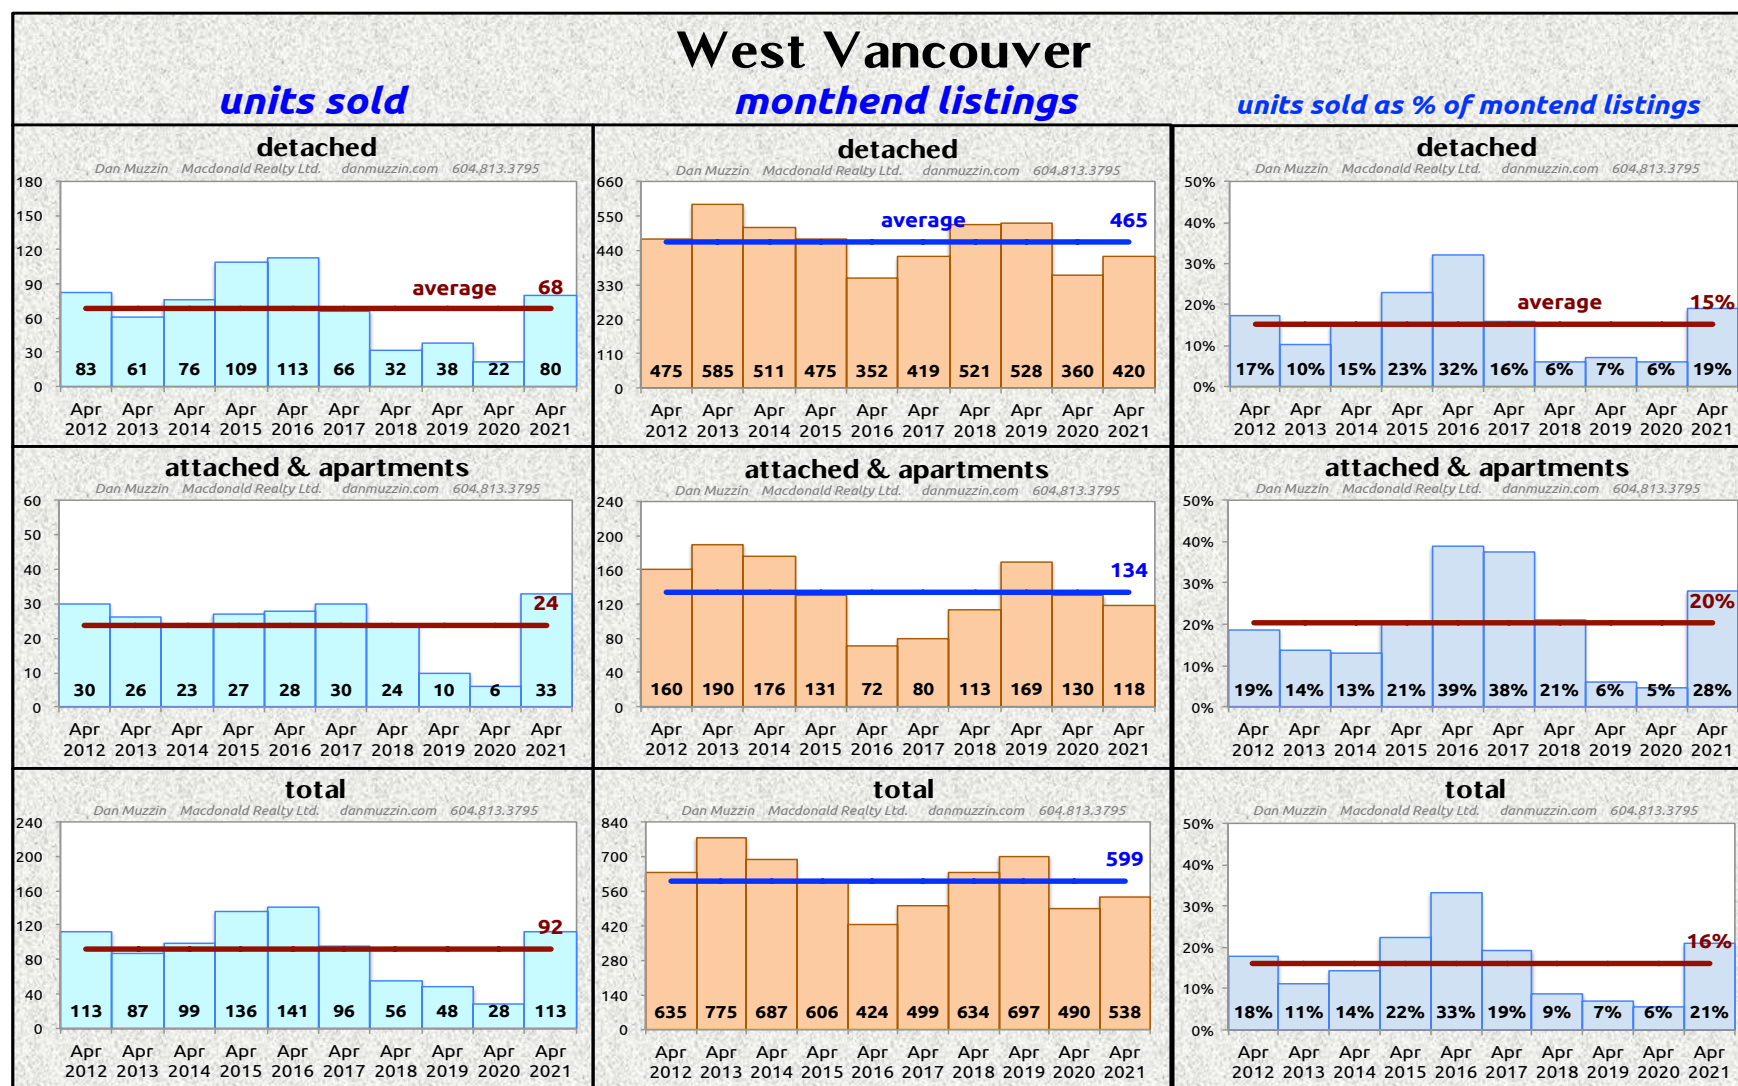 West Vancouver
units sold
monthend listings
units sold as % of montend listings
detached
Dan Muzzin Macdonald Realty Ltd. danmuzzin.com 604.813.3795
180
150
120
90
60
30
0
average 68
83 61 76 109 113 66 32 38 22 80
Apr Apr Apr Apr Apr Apr Apr Apr Apr Apr
2012 2013 2014 2015 2016 2017 2018 2019 2020 2021
detached
Dan Muzzin Macdonald Realty Ltd. danmuzzin.com 604.813.3795
660
550
440
330
220
110
0
average 465
475 585 511 475 352 419 521 528 360 420
Apr Apr Apr Apr Apr Apr Apr Apr Apr Apr
2012 2013 2014 2015 2016 2017 2018 2019 2020 2021
detached
Dan Muzzin Macdonald Realty Ltd. danmuzzin.com 604.813.3795
50%
40%
30%
20%
10%
0%
average 15%
17% 10% 15% 23% 32% 16% 6% 7% 6% 19%
Apr Apr Apr Apr Apr Apr Apr Apr Apr Apr
2012 2013 2014 2015 2016 2017 2018 2019 2020 2021
attached & apartments
Dan Muzzin Macdonald Realty Ltd. danmuzzin.com 604.813.3795
60
50
40
30
20
10
0
24
30 26 23 27 28 30 24 10 6 33
Apr Apr Apr Apr Apr Apr Apr Apr Apr Apr
2012 2013 2014 2015 2016 2017 2018 2019 2020 2021
attached & apartments
Dan Muzzin Macdonald Realty Ltd. danmuzzin.com 604.813.3795
240
200
160
120
80
40
0
134
160 190 176 131 72 80 113 169 130 118
Apr Apr Apr Apr Apr Apr Apr Apr Apr Apr
2012 2013 2014 2015 2016 2017 2018 2019 2020 2021
attached & apartments
Dan Muzzin Macdonald Realty Ltd. danmuzzin.com 604.813.3795
50%
40%
30%
20%
10%
0%
20%
19% 14% 13% 21% 39% 38% 21% 6% 5% 28%
Apr Apr Apr Apr Apr Apr Apr Apr Apr Apr
2012 2013 2014 2015 2016 2017 2018 2019 2020 2021
total
Dan Muzzin Macdonald Realty Ltd. danmuzzin.com 604.813.3795
240
200
160
120
80
40
0
92
113 87 99 136 141 96 56 48 28 113
Apr Apr Apr Apr Apr Apr Apr Apr Apr Apr
2012 2013 2014 2015 2016 2017 2018 2019 2020 2021
total
Dan Muzzin Macdonald Realty Ltd. danmuzzin.com 604.813.3795
840
700
560
420
280
140
0
599
635 775 687 606 424 499 634 697 490 538
Apr Apr Apr Apr Apr Apr Apr Apr Apr Apr
2012 2013 2014 2015 2016 2017 2018 2019 2020 2021
total
Dan Muzzin Macdonald Realty Ltd. danmuzzin.com 604.813.3795
50%
40%
30%
20%
10%
0%
16%
18% 11% 14% 22% 33% 19% 9% 7% 6% 21%
Apr Apr Apr Apr Apr Apr Apr Apr Apr Apr
2012 2013 2014 2015 2016 2017 2018 2019 2020 2021